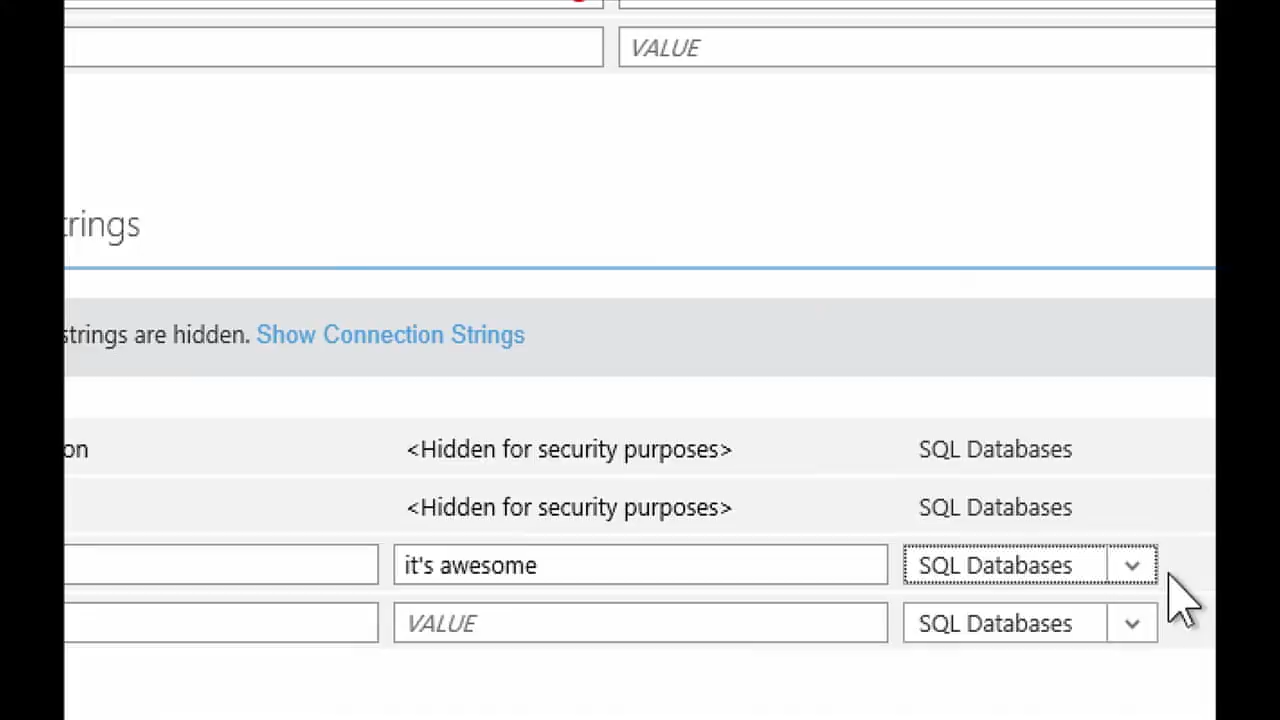 VALUE
trings
strings are hidden. Show Connection Strings
on <Hidden for security purposes> SQL Databases
<Hidden for security purposes> SQL Databases
it's awesome SQL Databases
VALUE SQL Databases